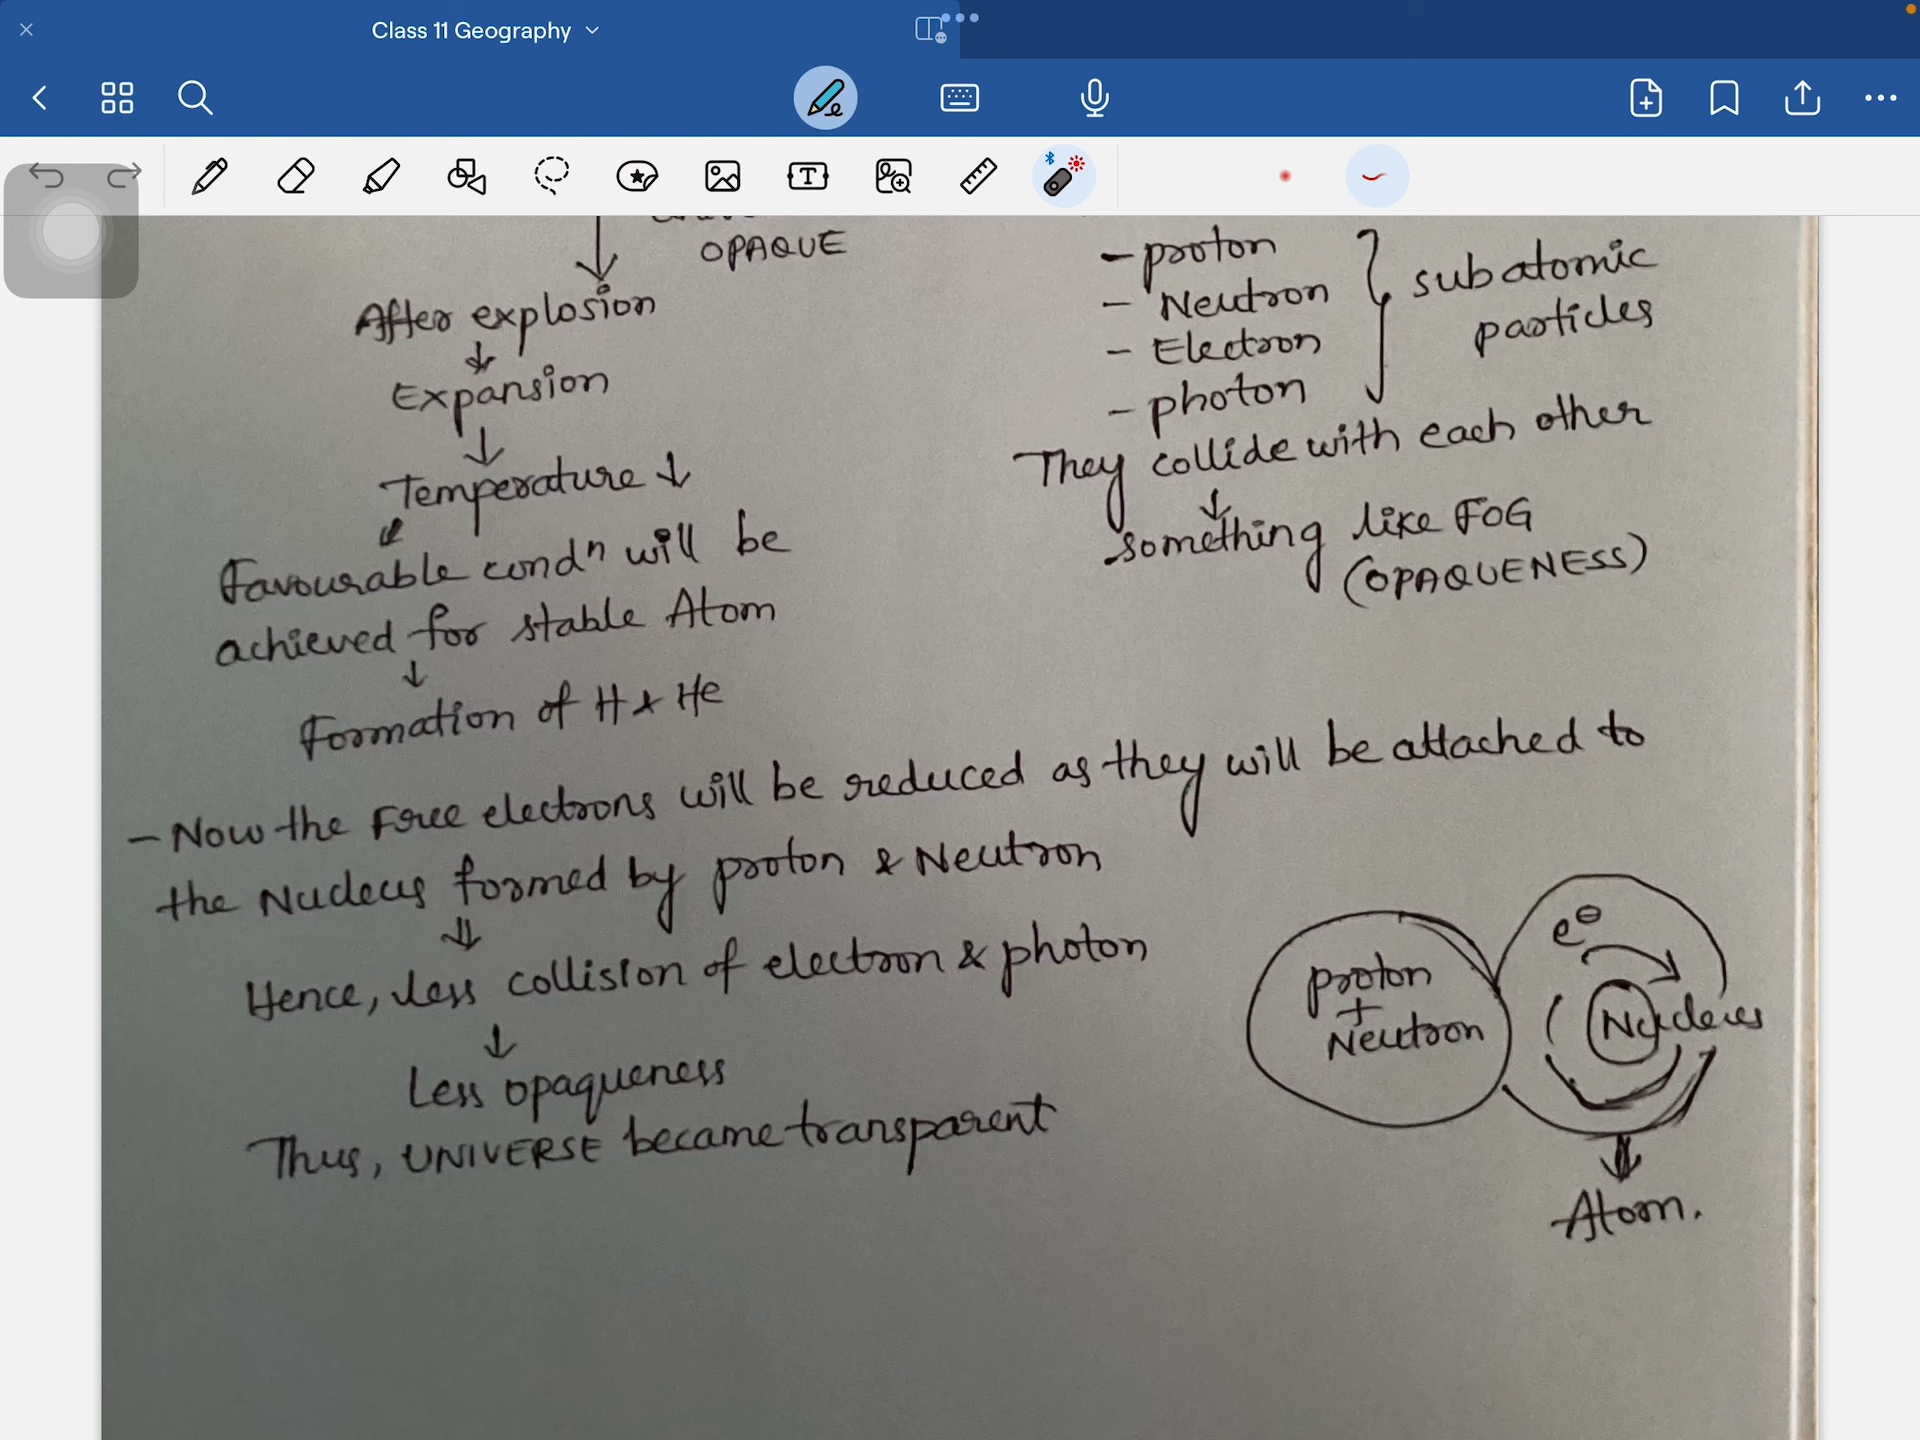 Class 11 Geography
OPAQUE
After explosion
↓
Expansion
↓
Temperature ↓
Favourable condⁿ will be
achieved for stable Atom
↓
Formation of H & He
- proton
- Neutron
- Electron
- photon
subatomic
particles
They collide with each other
↓
something like FOG
(OPAQUENESS)
- Now the Free electrons will be reduced as they will be attached to
the Nucleus formed by proton & Neutron
⇓
Hence, less collision of electron & photon
↓
Less opaqueness
Thus, UNIVERSE became transparent
proton
+
Neutron
e⊖
Nucleus
Atom.